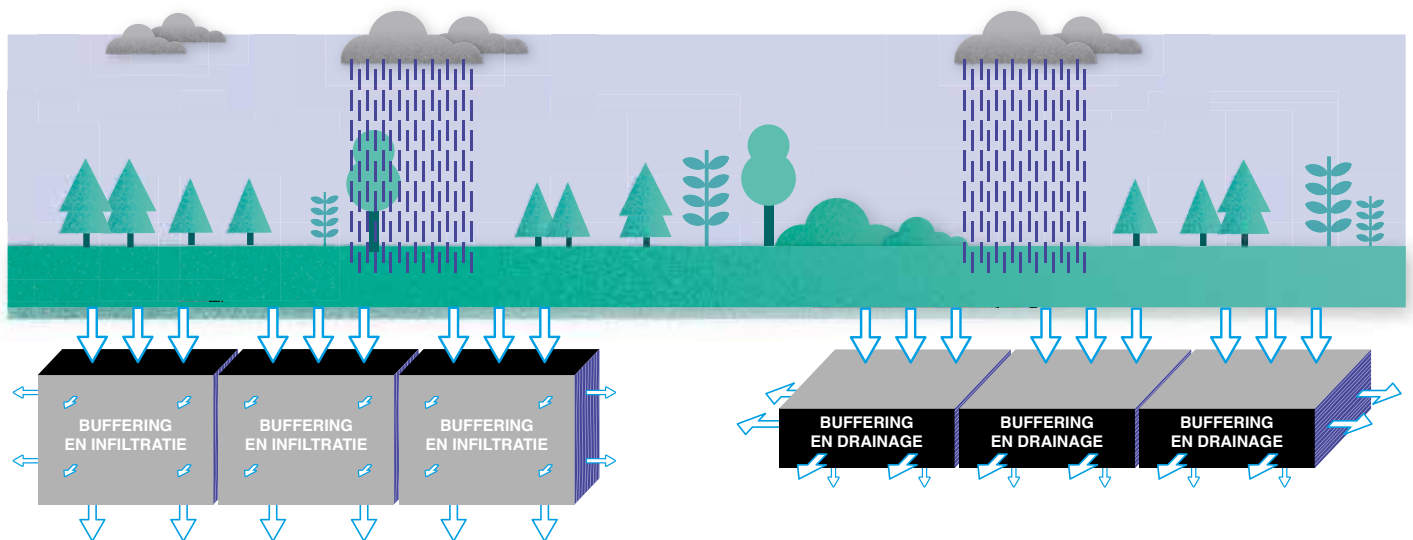 BUFFERING
EN INFILTRATIE
BUFFERING
EN INFILTRATIE
BUFFERING
EN INFILTRATIE
BUFFERING
EN DRAINAGE
BUFFERING
EN DRAINAGE
BUFFERING
EN DRAINAGE